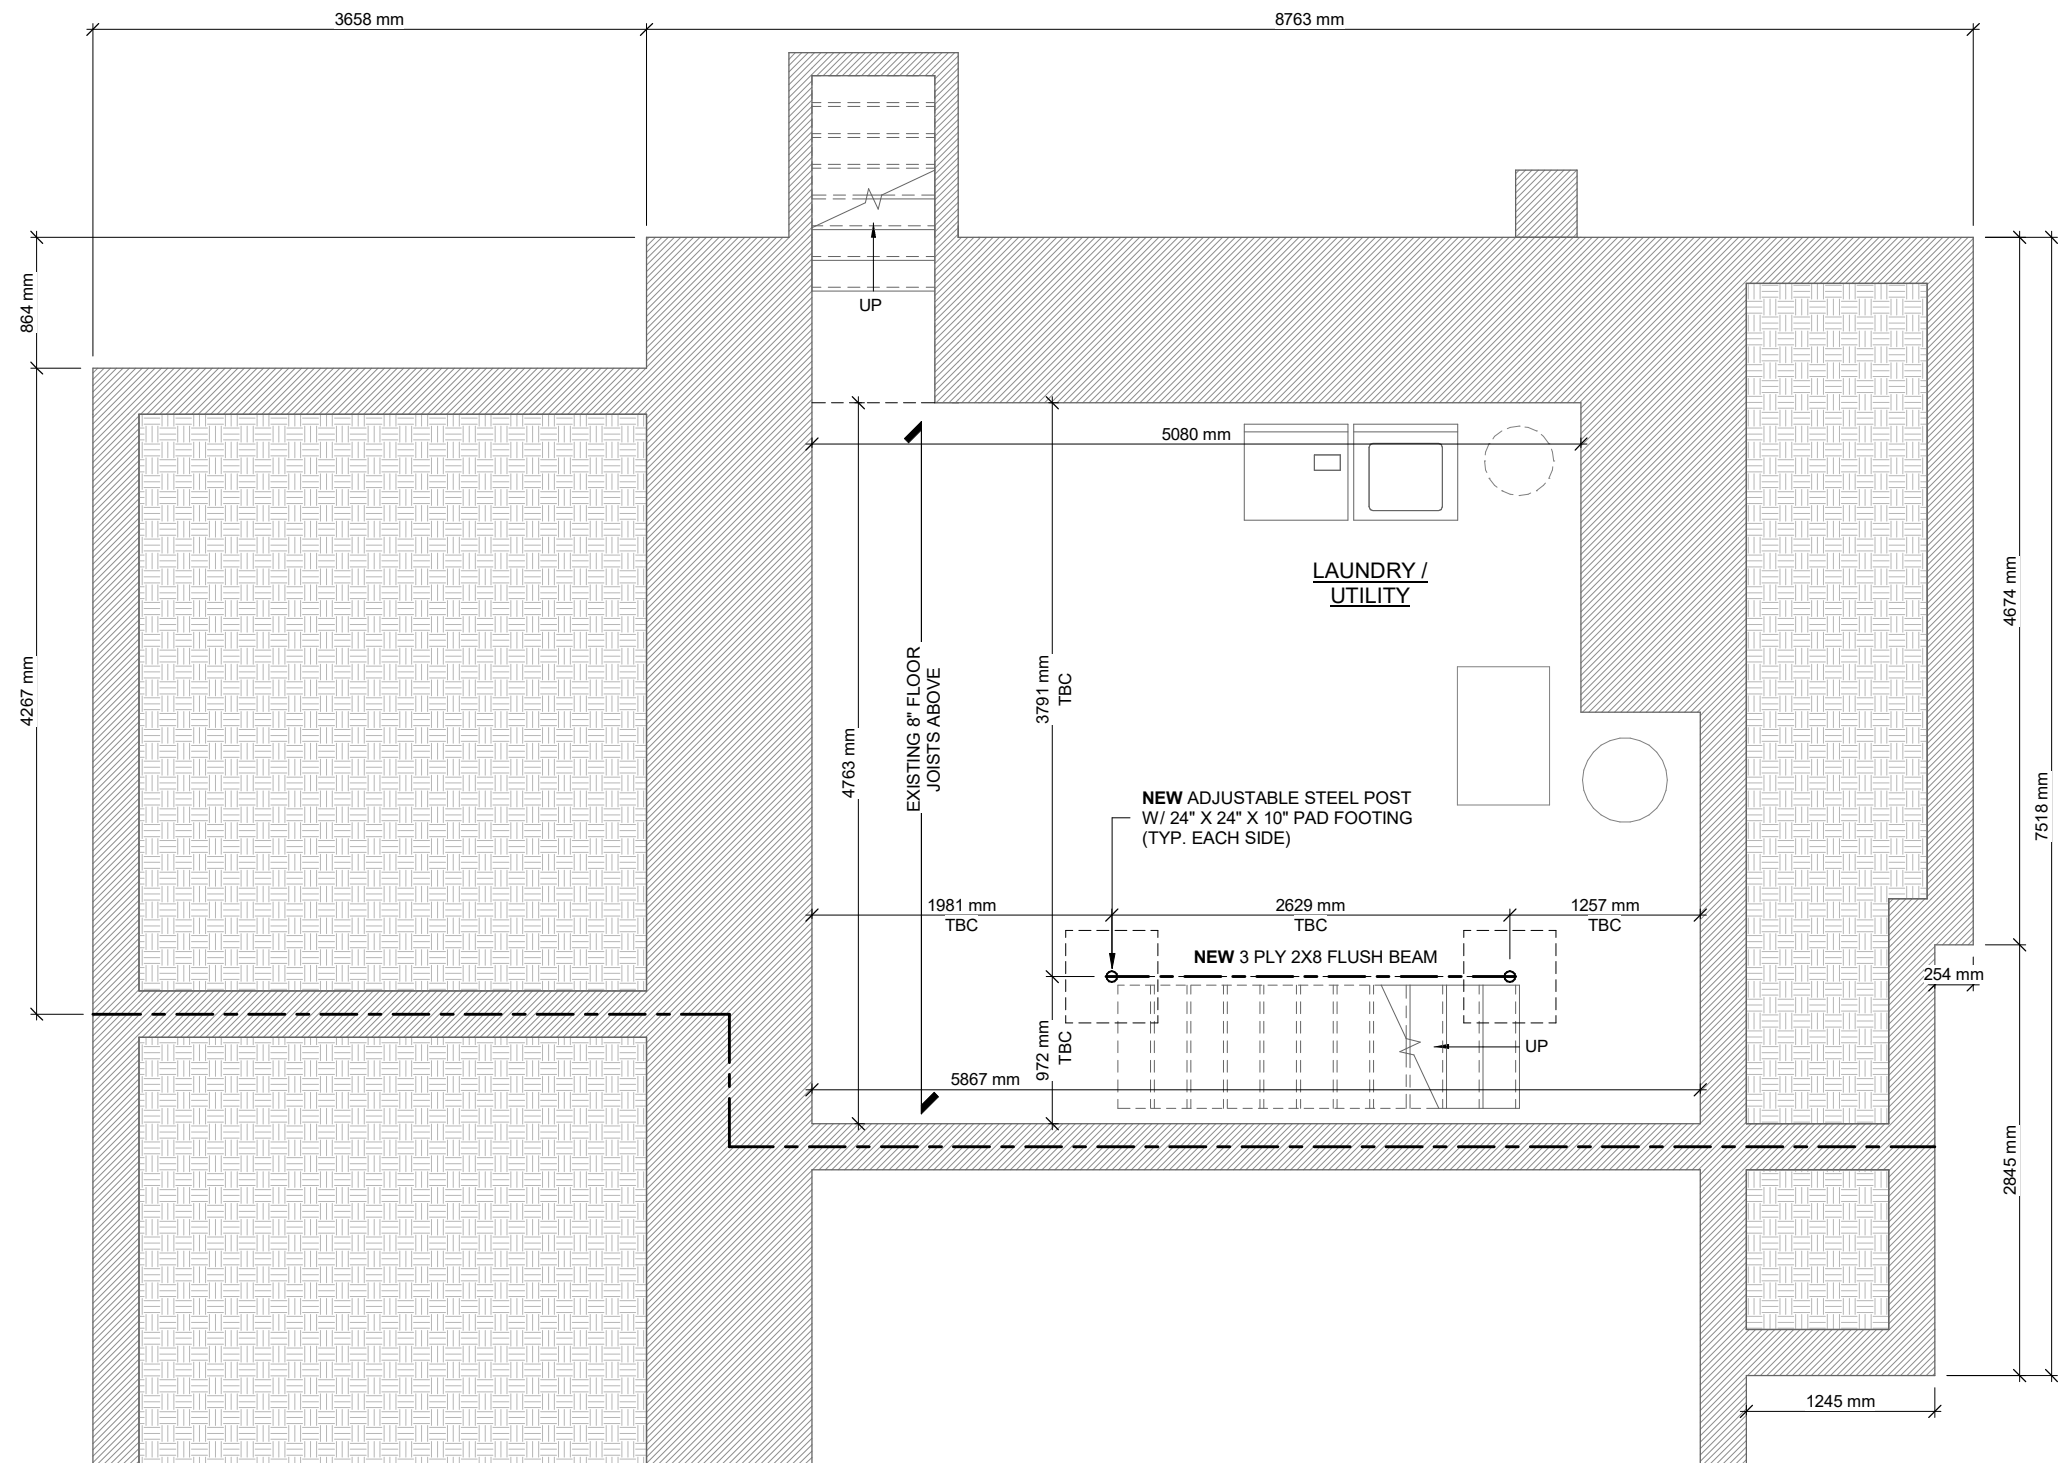 3658 mm
8763 mm
864 mm
UP
4267 mm
5080 mm
LAUNDRY /
UTILITY
EXISTING 8" FLOOR
JOISTS ABOVE
3791 mm
TBC
4763 mm
4674 mm
7518 mm
NEW ADJUSTABLE STEEL POST
W/ 24" X 24" X 10" PAD FOOTING
(TYP. EACH SIDE)
1981 mm
TBC
2629 mm
TBC
1257 mm
TBC
NEW 3 PLY 2X8 FLUSH BEAM
254 mm
972 mm
TBC
UP
5867 mm
2845 mm
1245 mm